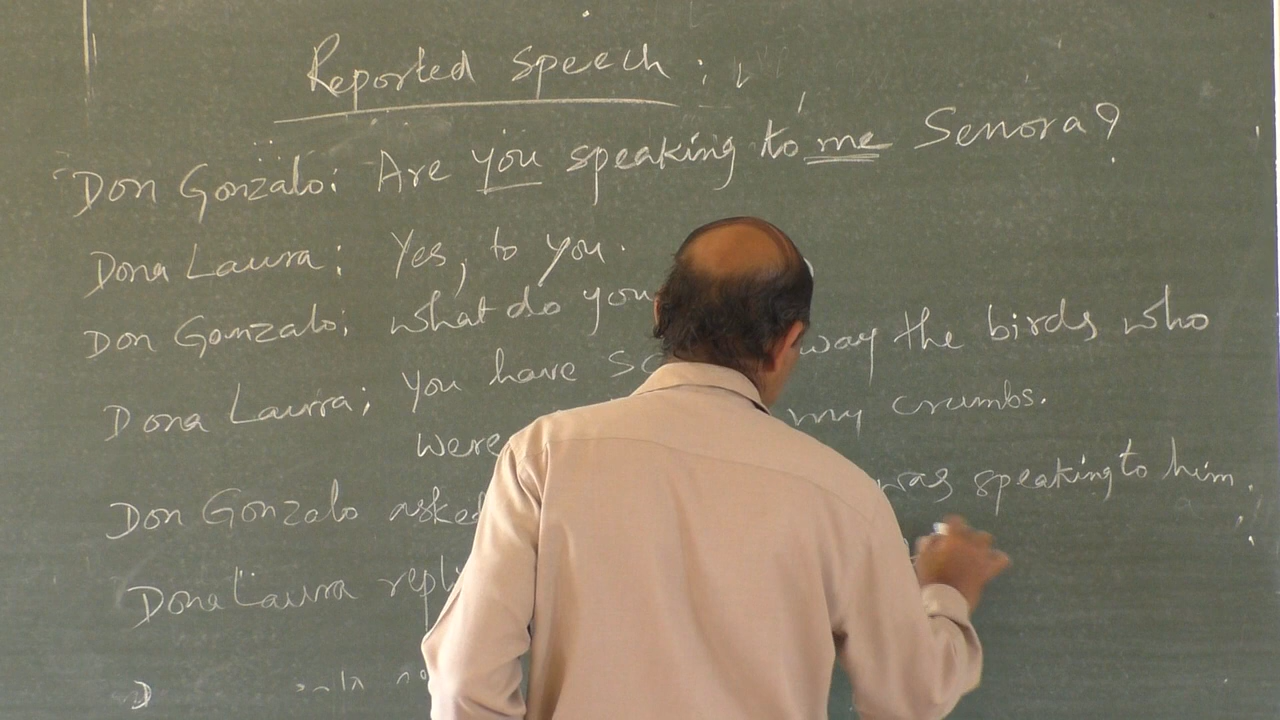 Reported speech :
Don Gonzalo: Are you speaking to me Senora?
Dona Laura: Yes, to you.
Don Gonzalo: what do you
Dona Laura; You have way the birds who
were my crumbs.
Don Gonzalo asked was speaking to him.
Dona Laura